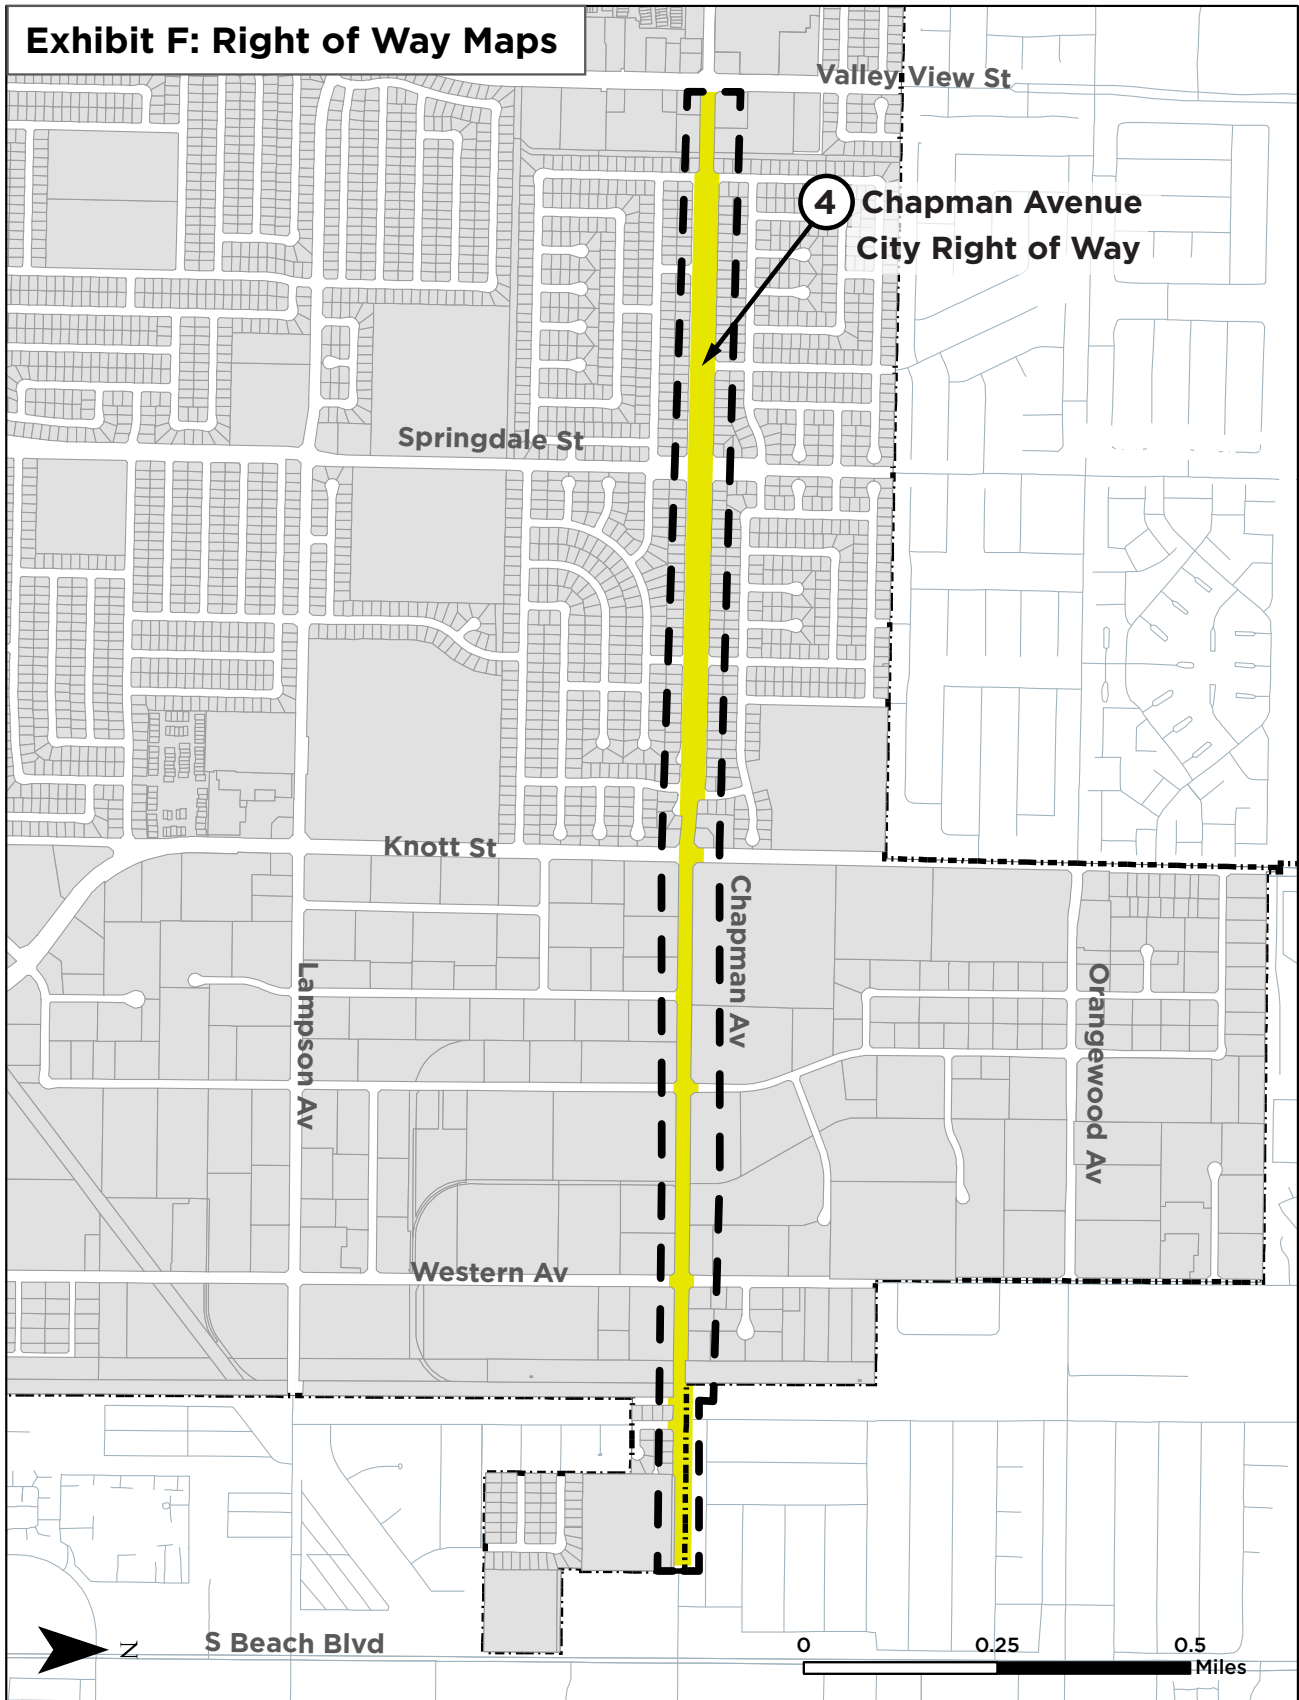 Exhibit F: Right of Way Maps
Valley View St
4 Chapman Avenue
City Right of Way
Springdale St
Knott St
Chapman Av
Lampson Av
Orangewood Av
Western Av
S Beach Blvd
N
0 0.25 0.5
Miles